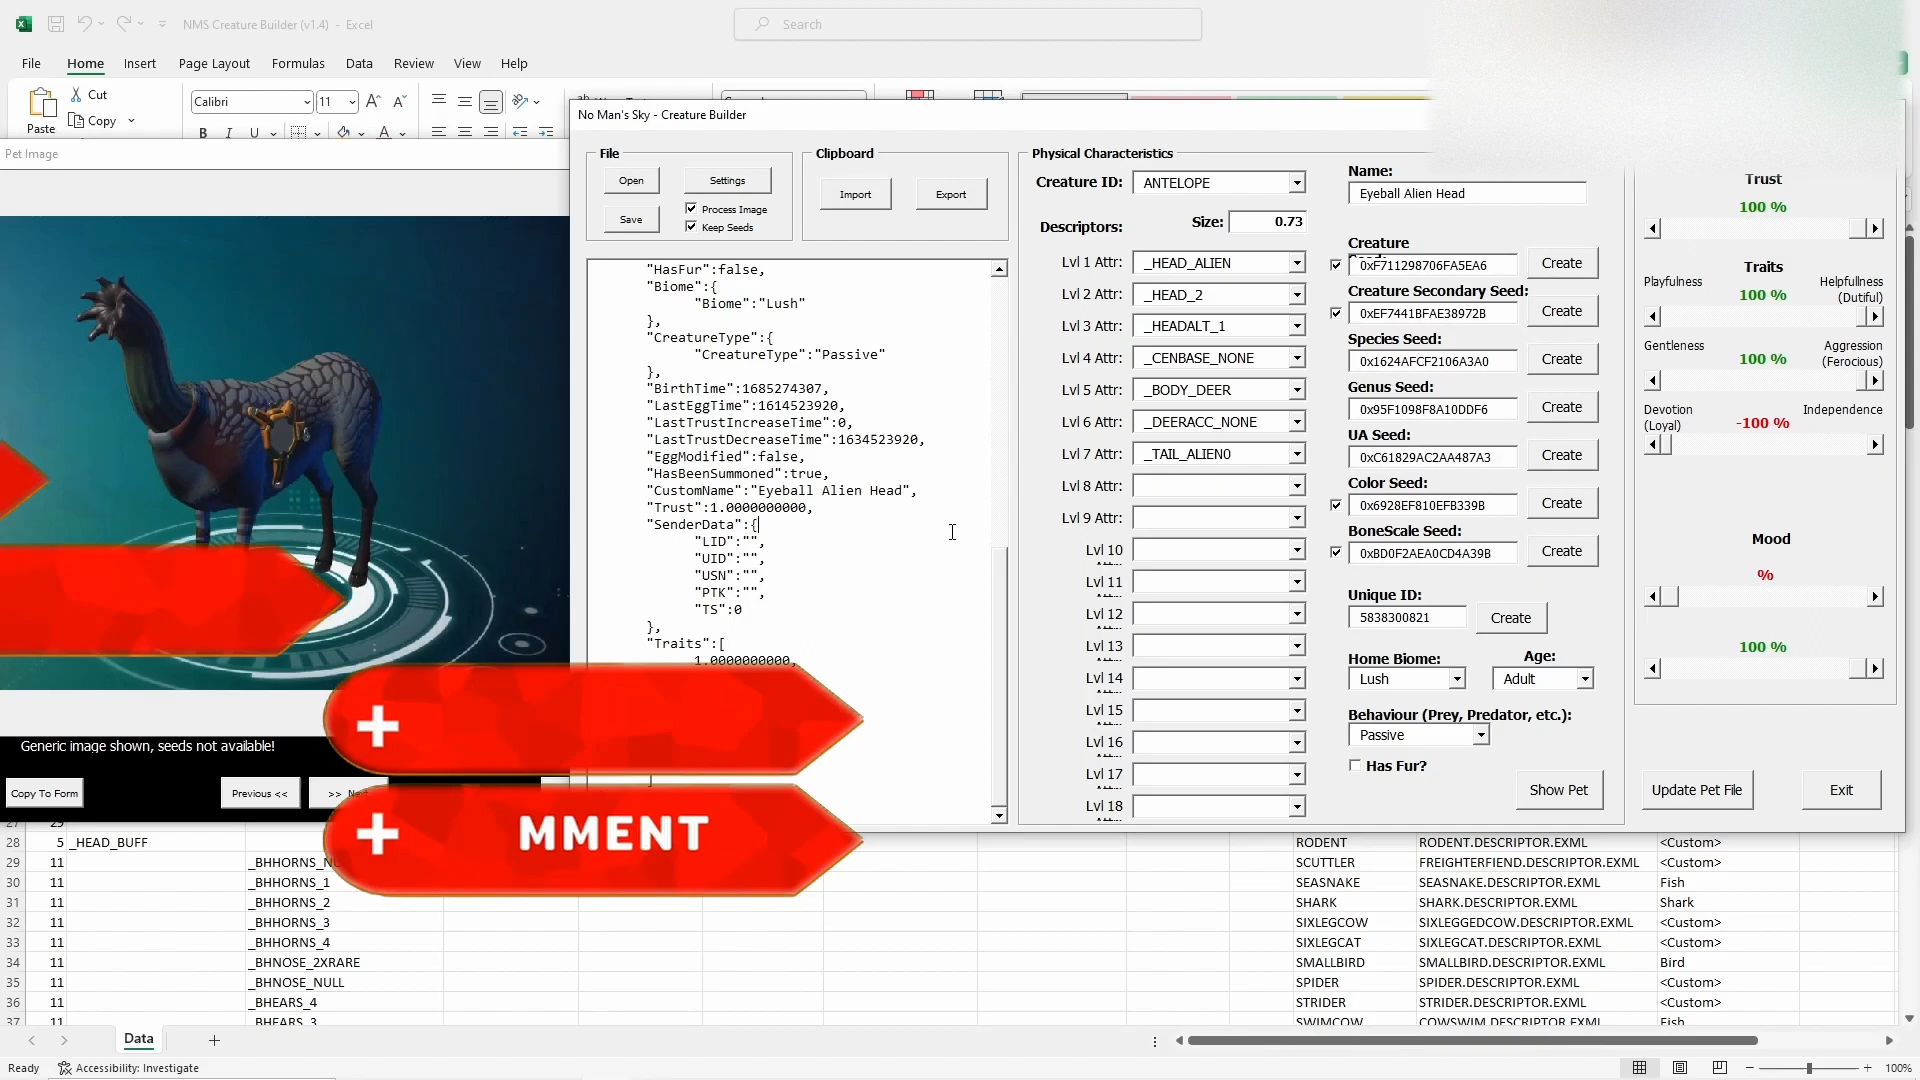 NMS Creature Builder (v1.4) - Excel
Search
File Home Insert Page Layout Formulas Data Review View Help
Paste
Cut
Copy
Calibri 11
B I U
Pet Image
Generic image shown, seeds not available!
Copy To Form
Previous <<
>> Next
No Man's Sky - Creature Builder
File
Open
Settings
Save
Process Image
Keep Seeds
Clipboard
Import
Export
"HasFur":false,
"Biome":{
"Biome":"Lush"
},
"CreatureType":{
"CreatureType":"Passive"
},
"BirthTime":1685274307,
"LastEggTime":1614523920,
"LastTrustIncreaseTime":0,
"LastTrustDecreaseTime":1634523920,
"EggModified":false,
"HasBeenSummoned":true,
"CustomName":"Eyeball Alien Head",
"Trust":1.0000000000,
"SenderData":{
"LID":"",
"UID":"",
"USN":"",
"PTK":"",
"TS":0
},
"Traits":[
1.0000000000,
]
MMENT
Physical Characteristics
Creature ID: ANTELOPE
Descriptors:
Size: 0.73
Lvl 1 Attr: _HEAD_ALIEN
Lvl 2 Attr: _HEAD_2
Lvl 3 Attr: _HEADALT_1
Lvl 4 Attr: _CENBASE_NONE
Lvl 5 Attr: _BODY_DEER
Lvl 6 Attr: _DEERACC_NONE
Lvl 7 Attr: _TAIL_ALIEN0
Lvl 8 Attr:
Lvl 9 Attr:
Lvl 10
Lvl 11
Lvl 12
Lvl 13
Lvl 14
Lvl 15
Lvl 16
Lvl 17
Lvl 18
Name:
Eyeball Alien Head
Creature
0xF711298706FA5EA6 Create
Creature Secondary Seed:
0xEF7441BFAE38972B Create
Species Seed:
0x1624AFCF2106A3A0 Create
Genus Seed:
0x95F1098F8A10DDF6 Create
UA Seed:
0xC61829AC2AA487A3 Create
Color Seed:
0x6928EF810EFB339B Create
BoneScale Seed:
0xBD0F2AEA0CD4A39B Create
Unique ID:
5838300821 Create
Home Biome:
Lush
Age:
Adult
Behaviour (Prey, Predator, etc.):
Passive
Has Fur?
Show Pet
Trust
100 %
Traits
Playfulness 100 % Helpfulness (Dutiful)
Gentleness 100 % Aggression (Ferocious)
Devotion (Loyal) -100 % Independence
Mood
%
100 %
Update Pet File
Exit
27 29
28 5 _HEAD_BUFF RODENT RODENT.DESCRIPTOR.EXML <Custom>
29 11 SCUTTLER FREIGHTERFIEND.DESCRIPTOR.EXML <Custom>
30 11 _BHHORNS_1 SEASNAKE SEASNAKE.DESCRIPTOR.EXML Fish
31 11 _BHHORNS_2 SHARK SHARK.DESCRIPTOR.EXML Shark
32 11 _BHHORNS_3 SIXLEGCOW SIXLEGGEDCOW.DESCRIPTOR.EXML <Custom>
33 11 _BHHORNS_4 SIXLEGCAT SIXLEGCAT.DESCRIPTOR.EXML <Custom>
34 11 _BHNOSE_2XRARE SMALLBIRD SMALLBIRD.DESCRIPTOR.EXML Bird
35 11 _BHNOSE_NULL SPIDER SPIDER.DESCRIPTOR.EXML <Custom>
36 11 _BHEARS_4 STRIDER STRIDER.DESCRIPTOR.EXML <Custom>
37 11 _BHEARS_3 SWIMCOW COWSWIM.DESCRIPTOR.EXML Fish
Data
Ready Accessibility: Investigate
100%